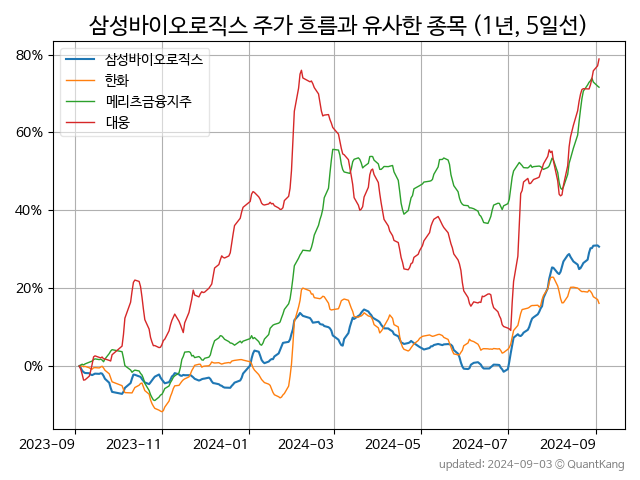 삼성바이오로직스 주가 흐름과 유사한 종목 (1년, 5일선)
삼성바이오로직스
한화
메리츠금융지주
대웅
80%
60%
40%
20%
0%
2023-09 2023-11 2024-01 2024-03 2024-05 2024-07 2024-09
updated: 2024-09-03 © QuantKang